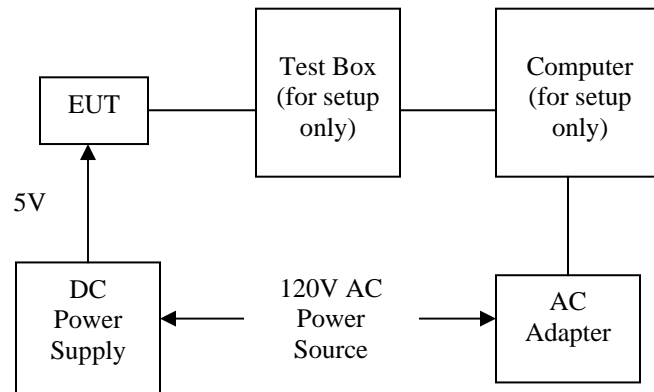 EUT
Test Box
(for setup
only)
Computer
(for setup
only)
5V
DC
Power
Supply
120V AC
Power
Source
AC
Adapter